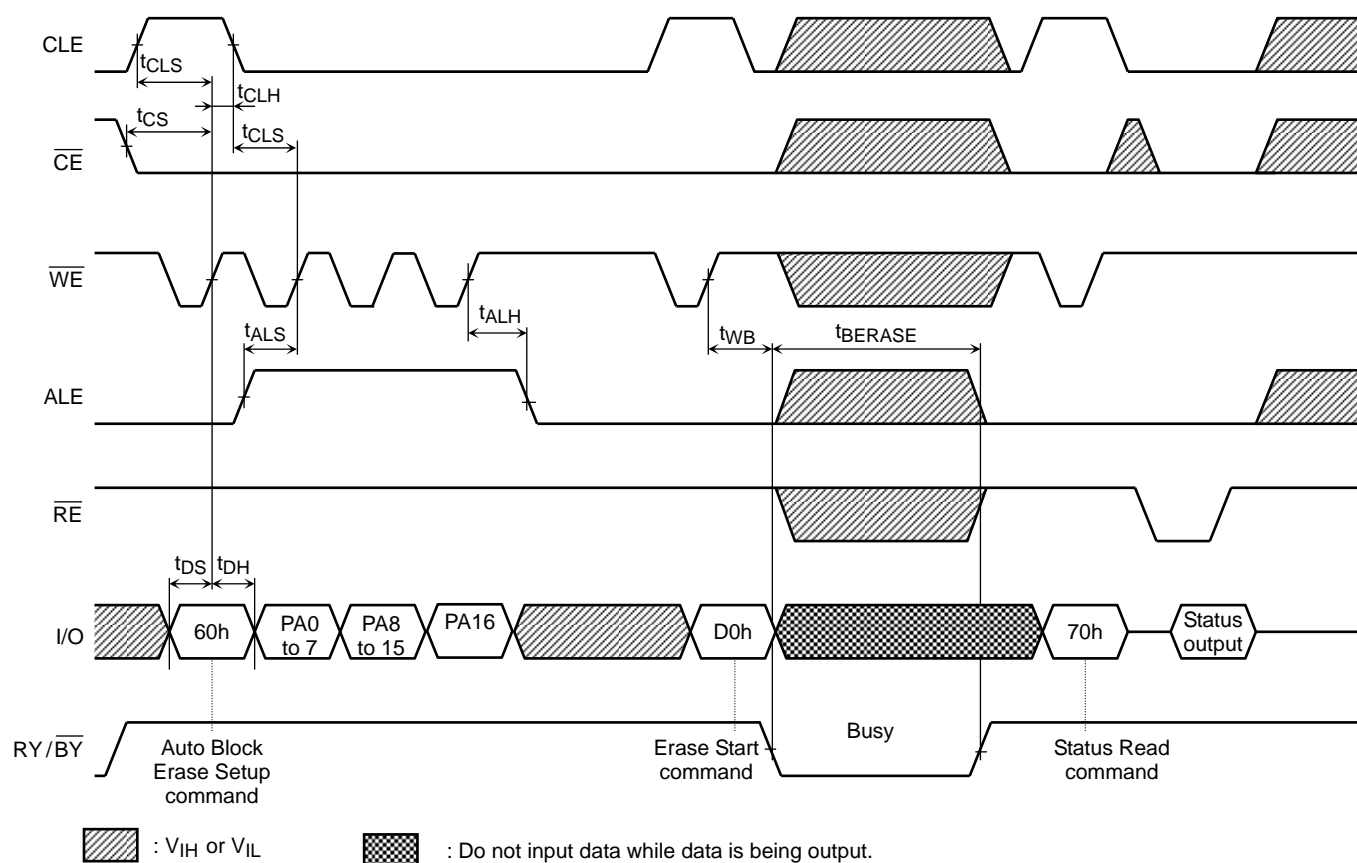 CLE
tCLS
tCLH
tCS
tCLS
CE
WE
tALS
tALH
tWB
tBERASE
ALE
RE
tDS
tDH
I/O
60h
PA0
to 7
PA8
to 15
PA16
D0h
70h
Status
output
RY/BY
Busy
Auto Block
Erase Setup
command
Erase Start
command
Status Read
command
: VIH or VIL
: Do not input data while data is being output.